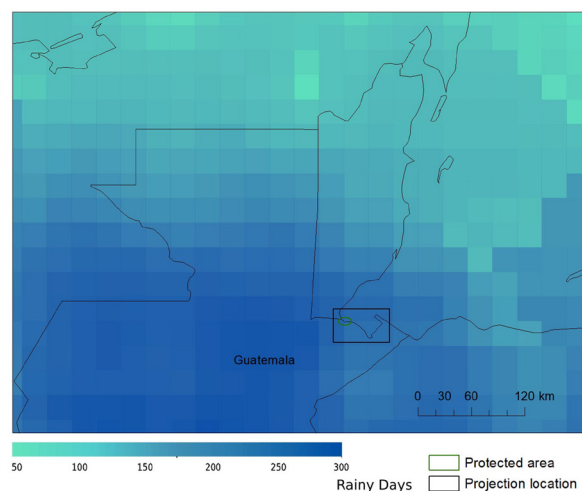 Guatemala
0 30 60 120 km
50 100 150 200 250 300
Rainy Days
Protected area
Projection location